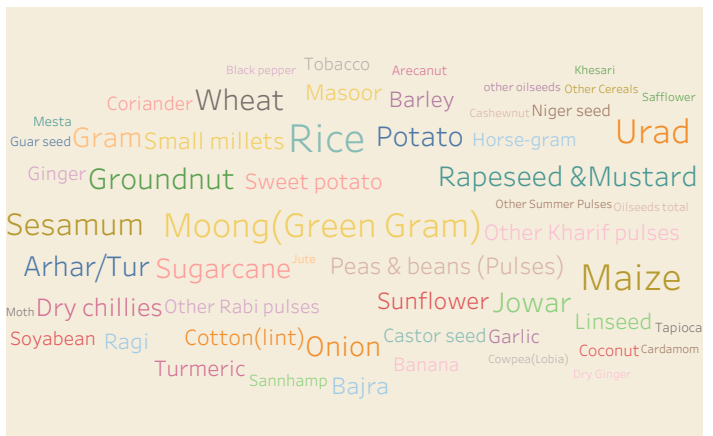 Black pepper
Tobacco
Arecanut
Khesari
Coriander
Wheat
Masoor
Barley
other oilseeds
Other Cereals
Safflower
Mesta
Guar seed
Gram
Small millets
Rice
Potato
Cashewnut
Niger seed
Horse-gram
Urad
Ginger
Groundnut
Sweet potato
Rapeseed &Mustard
Sesamum
Moong(Green Gram)
Other Summer Pulses
Oilseeds total
Other Kharif pulses
Arhar/Tur
Sugarcane
Jute
Peas & beans (Pulses)
Maize
Moth
Dry chillies
Other Rabi pulses
Sunflower
Jowar
Linseed
Tapioca
Soyabean
Ragi
Cotton(lint)
Onion
Castor seed
Garlic
Coconut
Cardamom
Turmeric
Sannhamp
Bajra
Banana
Cowpea(Lobia)
Dry Ginger